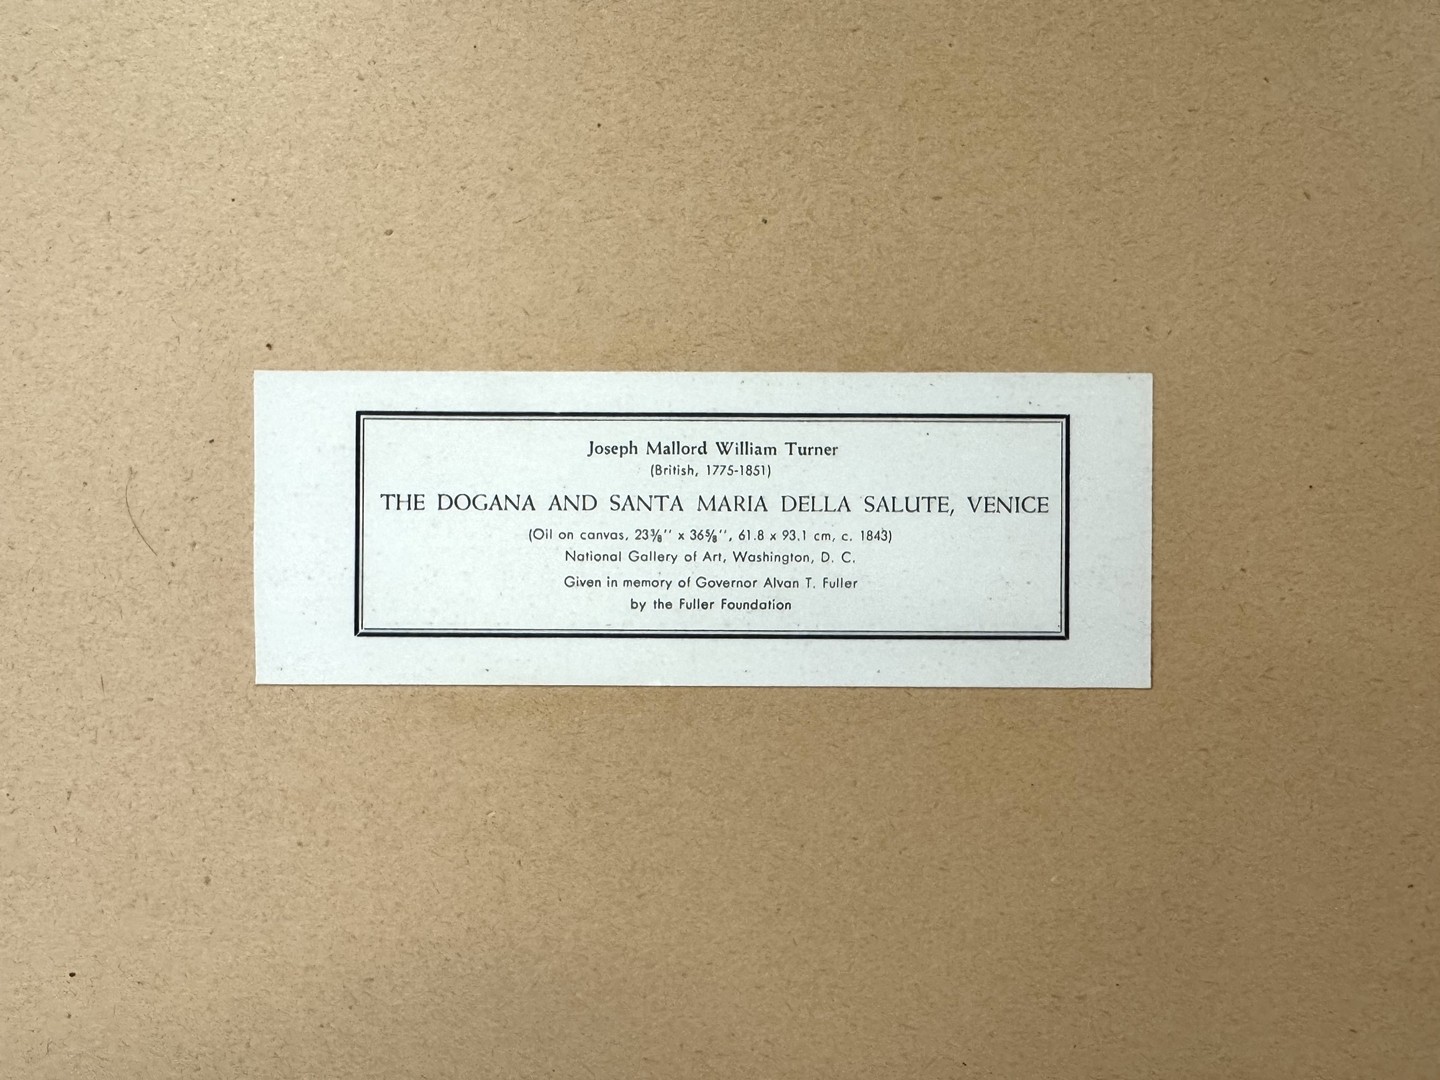 Joseph Mallord William Turner
(British, 1775-1851)
THE DOGANA AND SANTA MARIA DELLA SALUTE, VENICE
(Oil on canvas, 23⅜'' x 36⅝'', 61.8 x 93.1 cm, c. 1843)
National Gallery of Art, Washington, D. C.
Given in memory of Governor Alvan T. Fuller
by the Fuller Foundation